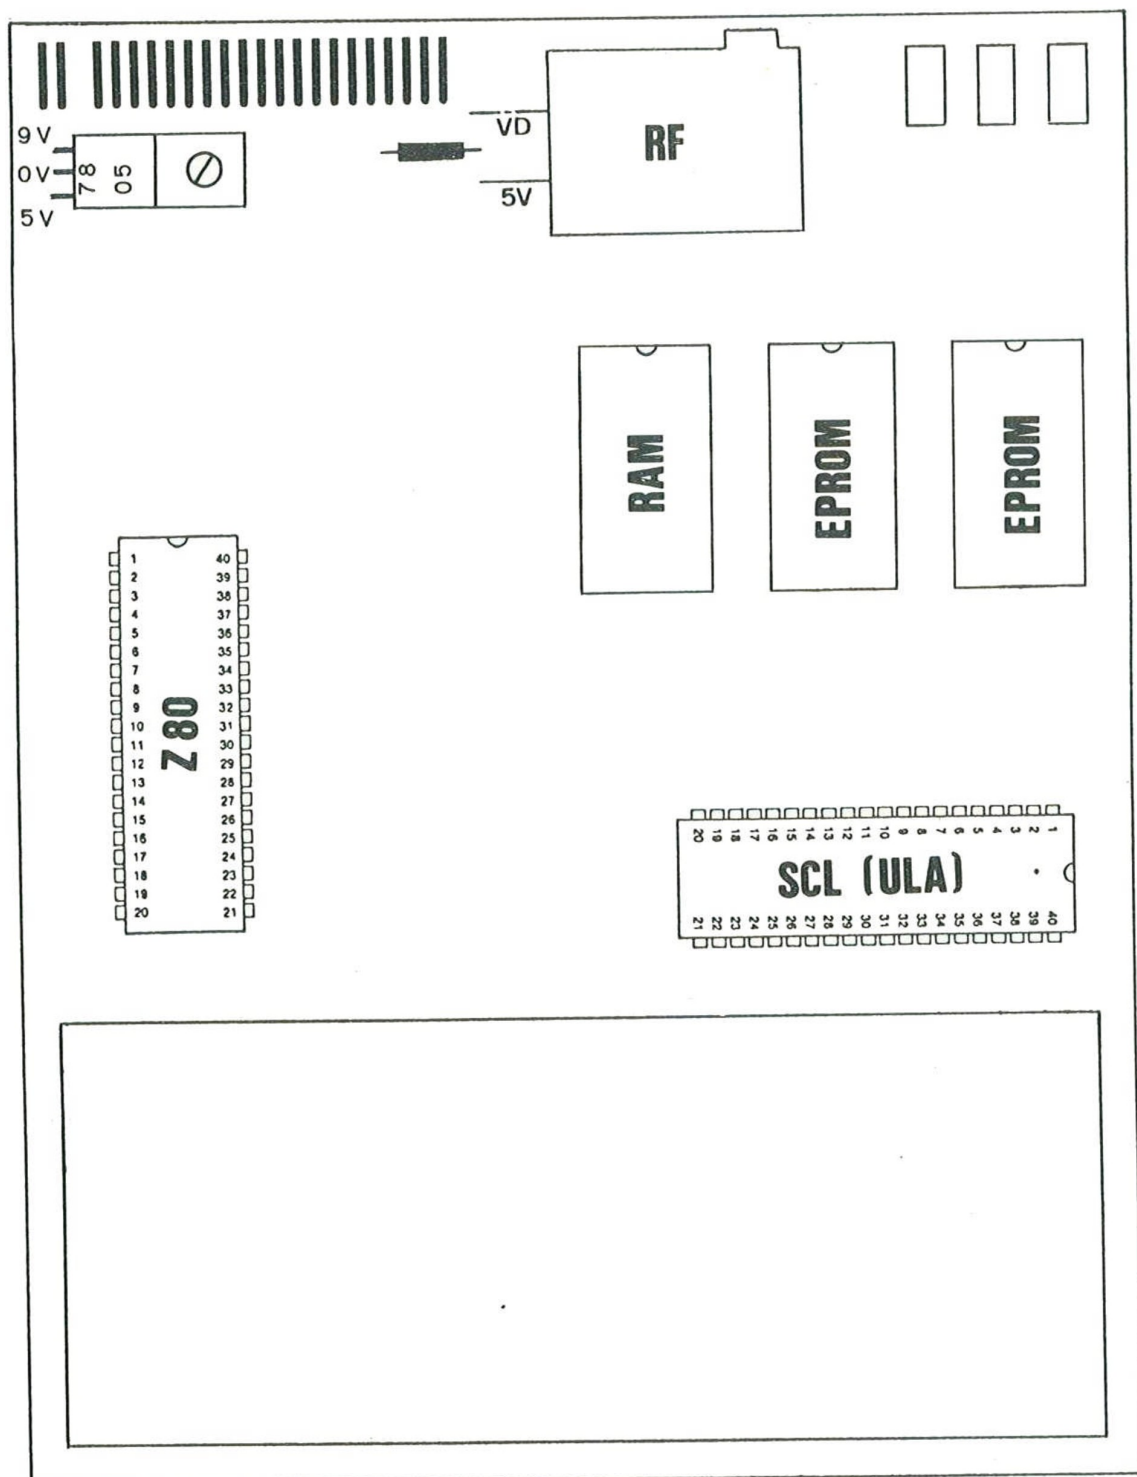 9V
0V
5V
78
05
VD
5V
RF
RAM
EPROM
EPROM
Z80
1 40
2 39
3 38
4 37
5 36
6 35
7 34
8 33
9 32
10 31
11 30
12 29
13 28
14 27
15 26
16 25
17 24
18 23
19 22
20 21
20 19 18 17 16 15 14 13 12 11 10 9 8 7 6 5 4 3 2 1
SCL (ULA)
21 22 23 24 25 26 27 28 29 30 31 32 33 34 35 36 37 38 39 40